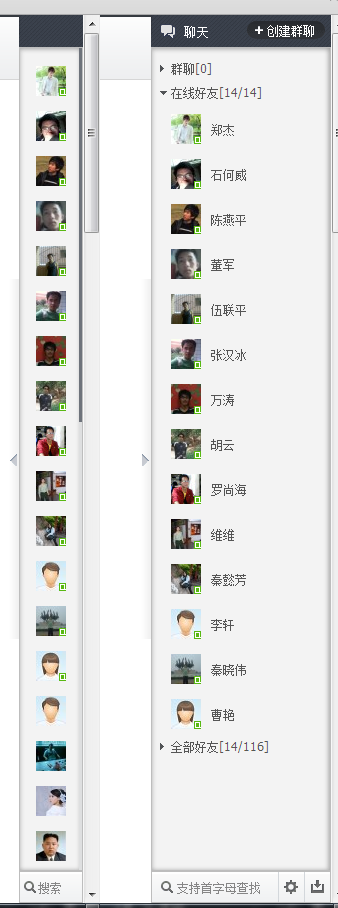 聊天
+ 创建群聊
群聊[0]
在线好友[14/14]
郑杰
石何威
陈燕平
董军
伍联平
张汉冰
万涛
胡云
罗尚海
维维
秦懿芳
李轩
秦晓伟
曹艳
全部好友[14/116]
搜索
支持首字母查找